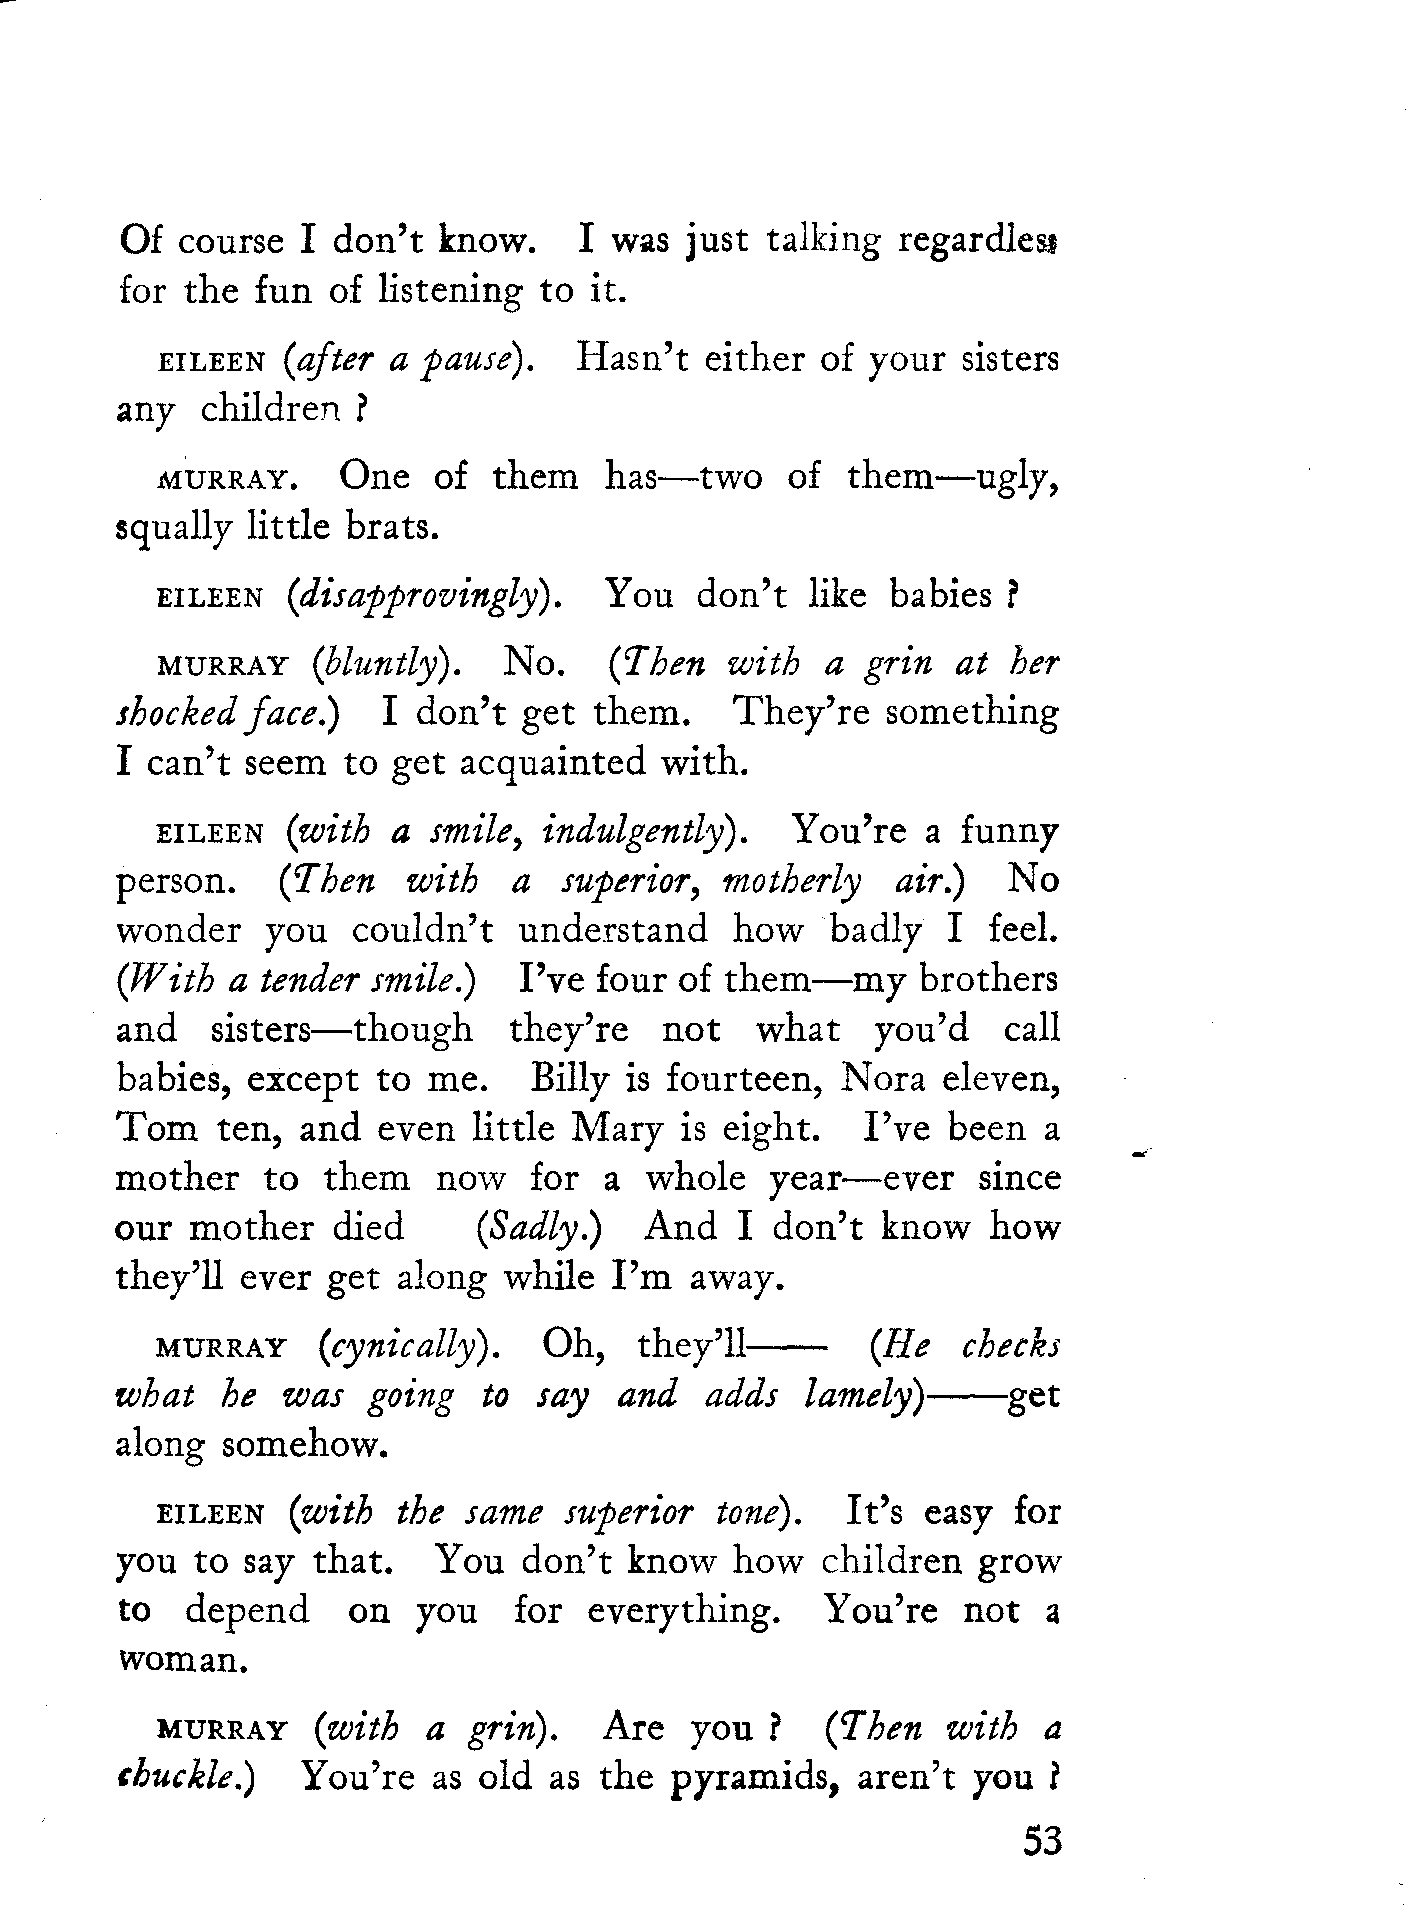 Of course I don't know. I was just talking regardless
for the fun of listening to it.
EILEEN (after a pause). Hasn't either of your sisters
any children ?
MURRAY. One of them has—two of them—ugly,
squally little brats.
EILEEN (disapprovingly). You don't like babies ?
MURRAY (bluntly). No. (Then with a grin at her
shocked face.) I don't get them. They're something
I can't seem to get acquainted with.
EILEEN (with a smile, indulgently). You're a funny
person. (Then with a superior, motherly air.) No
wonder you couldn't understand how badly I feel.
(With a tender smile.) I've four of them—my brothers
and sisters—though they're not what you'd call
babies, except to me. Billy is fourteen, Nora eleven,
Tom ten, and even little Mary is eight. I've been a
mother to them now for a whole year—ever since
our mother died (Sadly.) And I don't know how
they'll ever get along while I'm away.
MURRAY (cynically). Oh, they'll—— (He checks
what he was going to say and adds lamely)——get
along somehow.
EILEEN (with the same superior tone). It's easy for
you to say that. You don't know how children grow
to depend on you for everything. You're not a
woman.
MURRAY (with a grin). Are you ? (Then with a
chuckle.) You're as old as the pyramids, aren't you ?
53